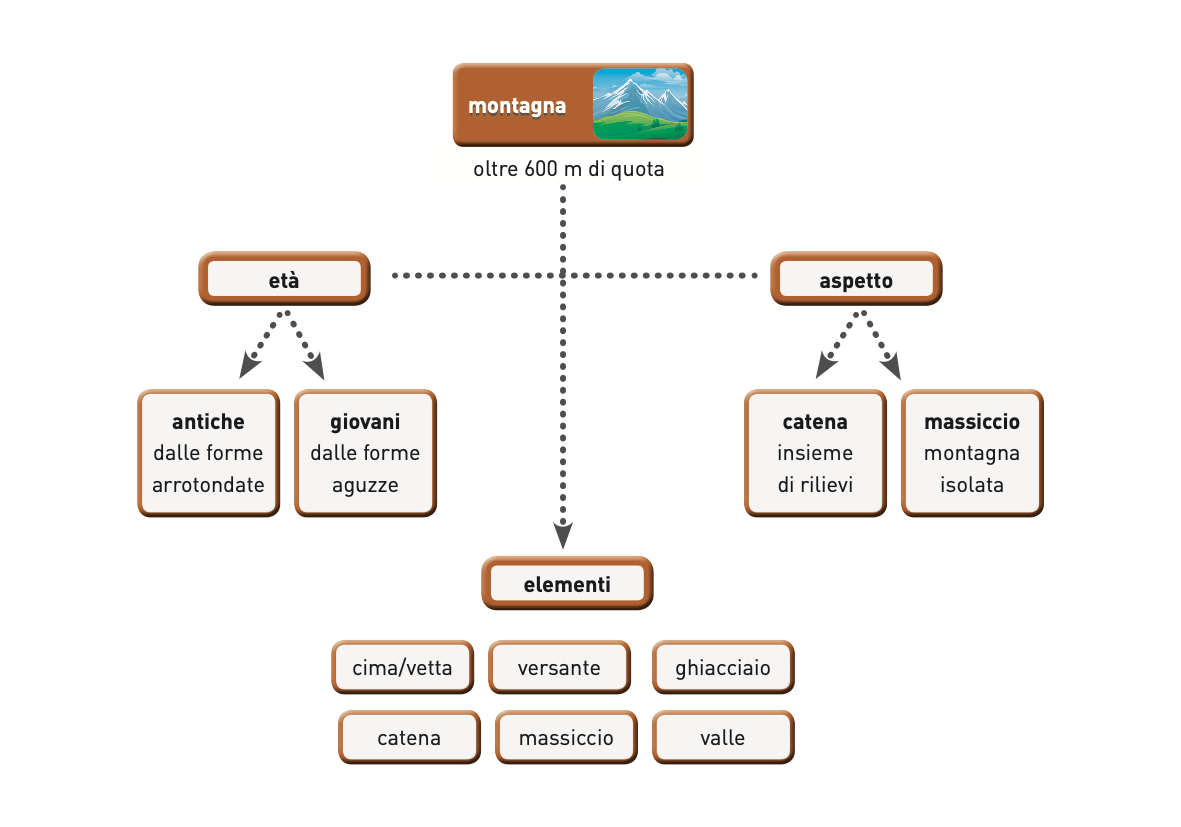 montagna
oltre 600 m di quota
età
aspetto
antiche
dalle forme
arrotondate
giovani
dalle forme
aguzze
catena
insieme
di rilievi
massiccio
montagna
isolata
elementi
cima/vetta
versante
ghiacciaio
catena
massiccio
valle